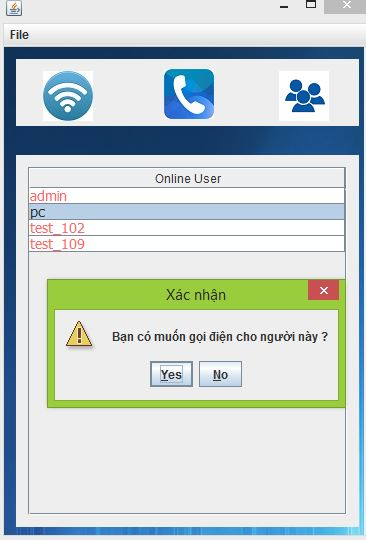 File
Online User
admin
pc
test_102
test_109
Xác nhận
Bạn có muốn gọi điện cho người này ?
Yes
No